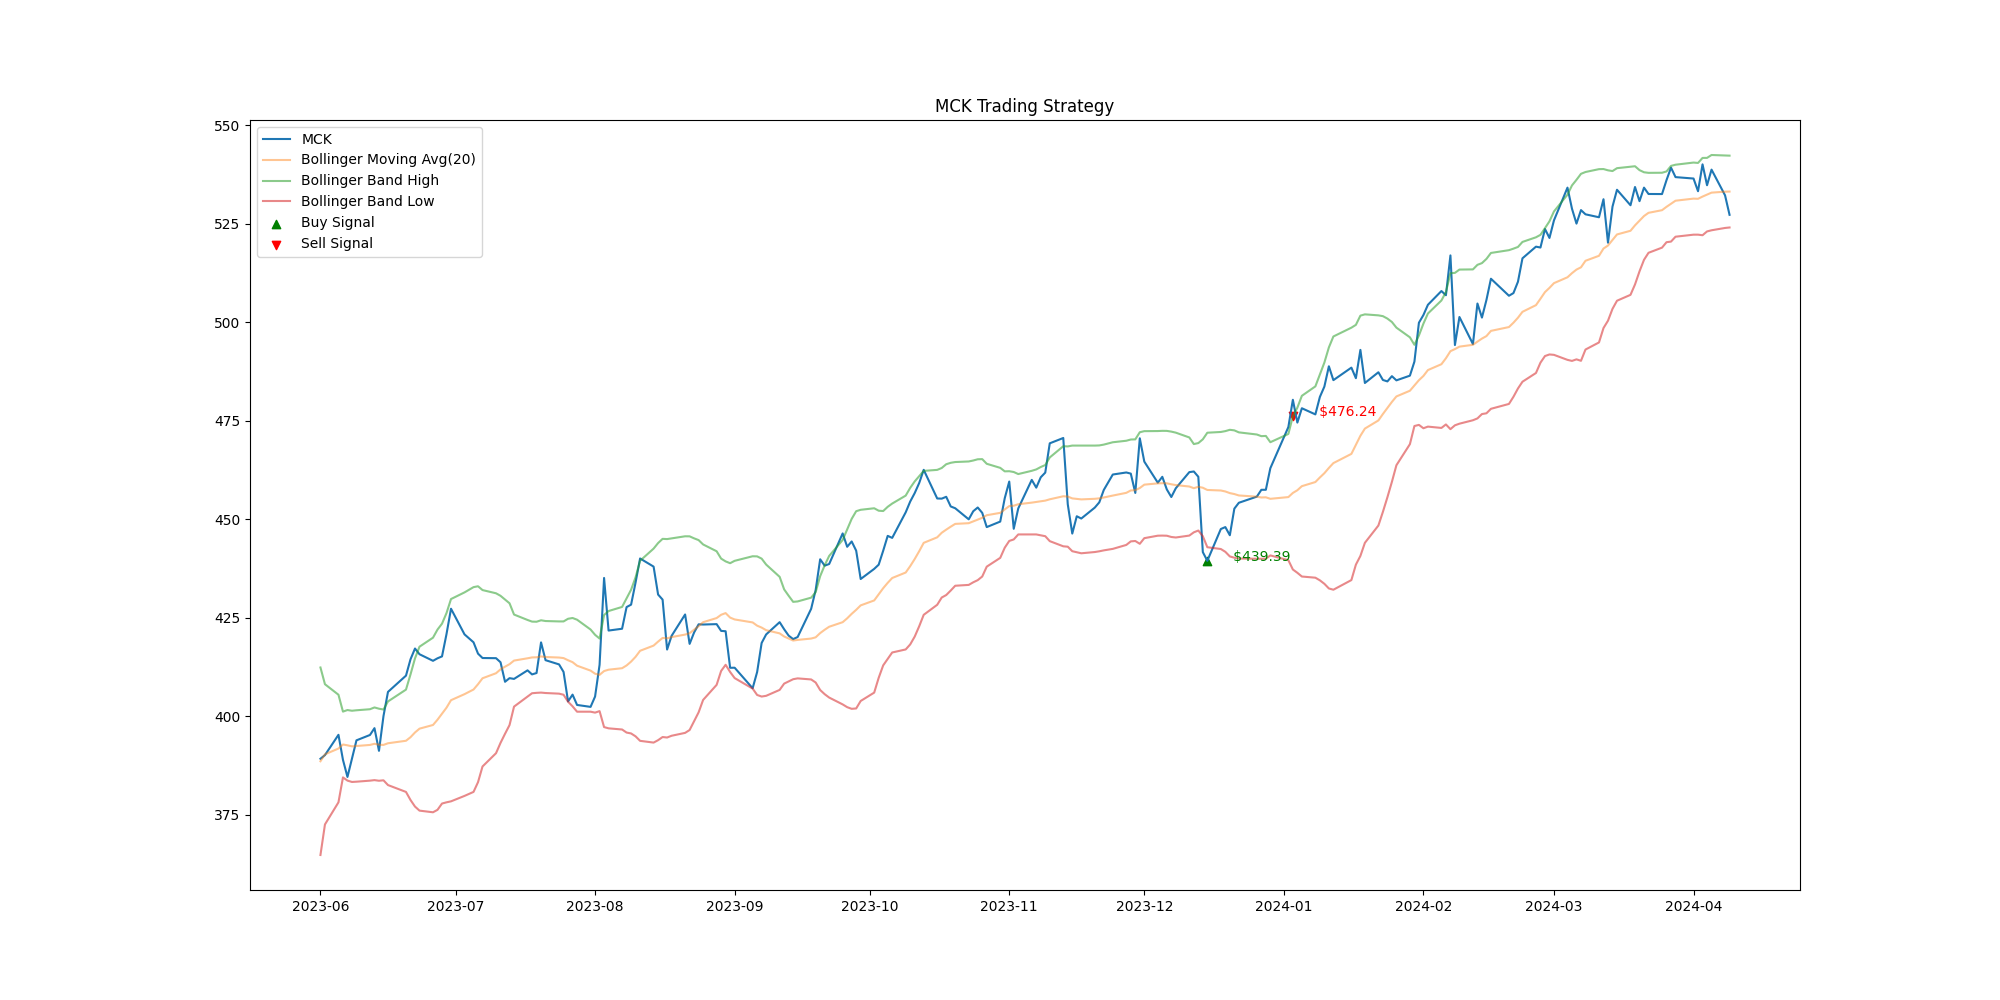 MCK Trading Strategy
MCK
Bollinger Moving Avg(20)
Bollinger Band High
Bollinger Band Low
Buy Signal
Sell Signal
550
525
500
475
450
425
400
375
$476.24
$439.39
2023-06 2023-07 2023-08 2023-09 2023-10 2023-11 2023-12 2024-01 2024-02 2024-03 2024-04